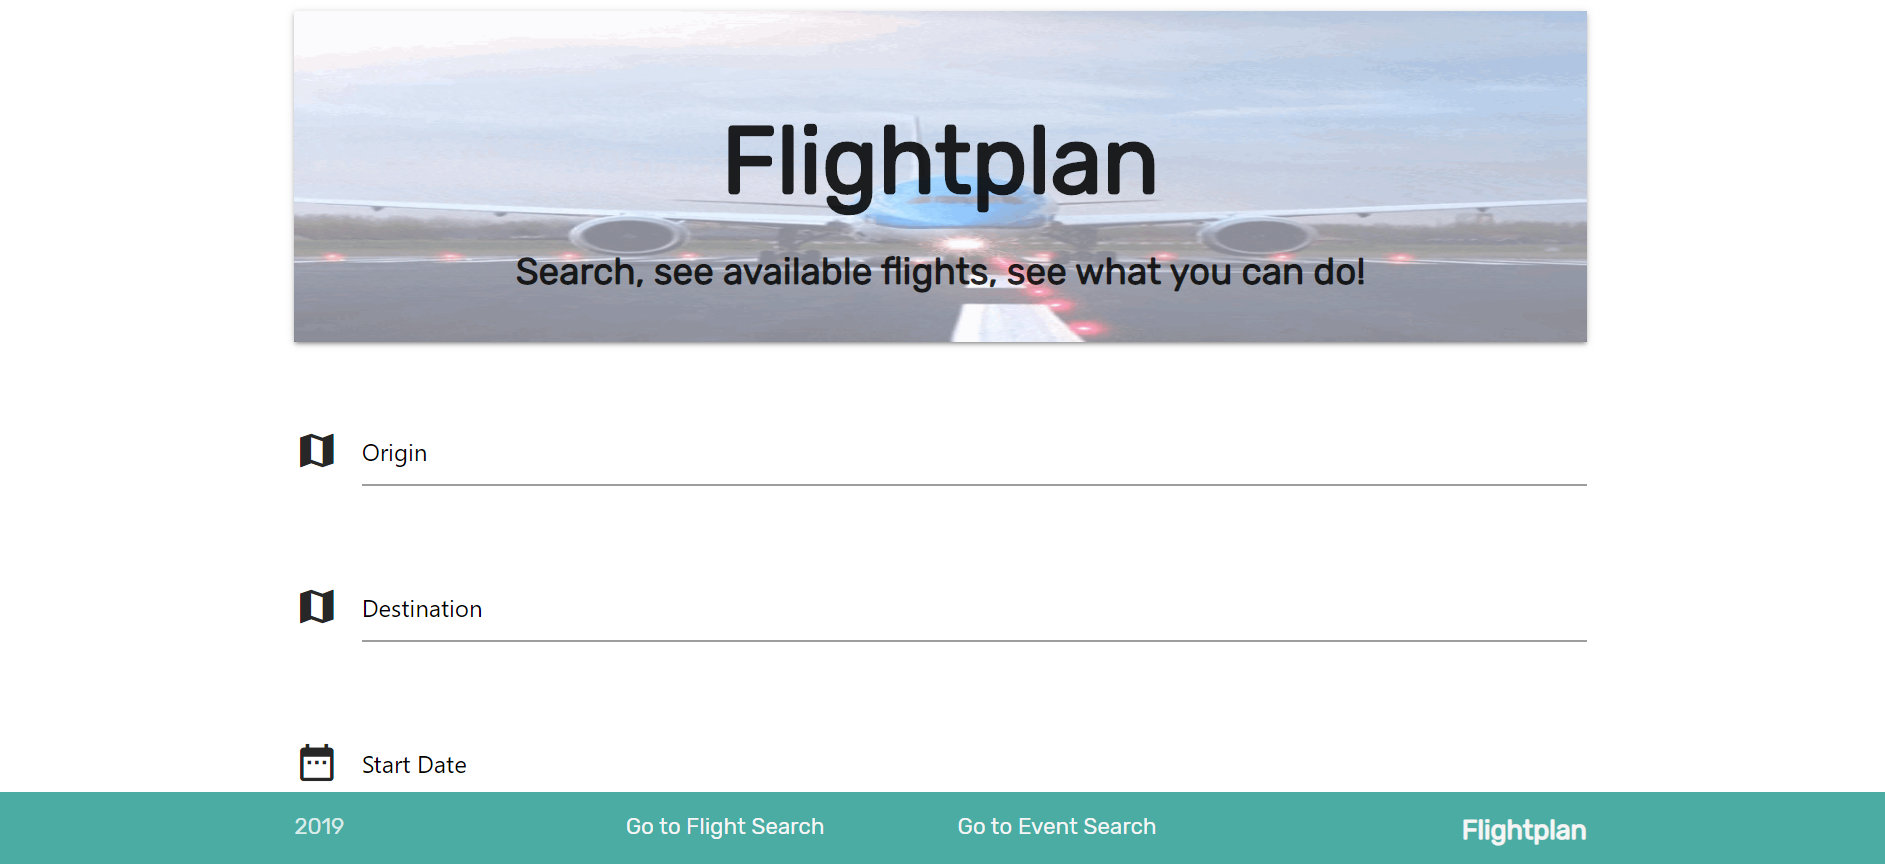 Flightplan
Search, see available flights, see what you can do!
Origin
Destination
Start Date
2019
Go to Flight Search
Go to Event Search
Flightplan